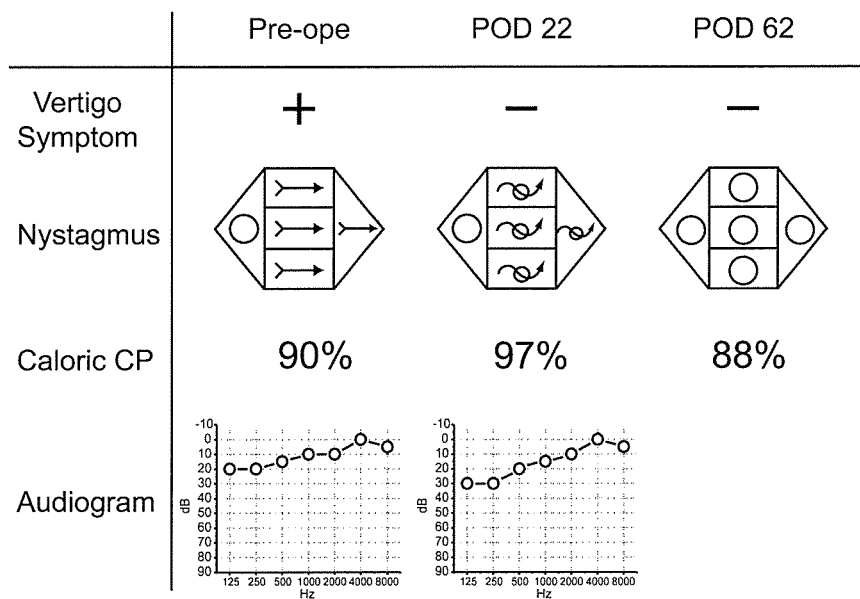 Pre-ope POD 22 POD 62
Vertigo
Symptom
+ − −
Nystagmus
Caloric CP 90% 97% 88%
Audiogram
-10
0
10
20
30
40
50
60
70
80
90
dB
125 250 500 1000 2000 4000 8000
Hz
-10
0
10
20
30
40
50
60
70
80
90
dB
125 250 500 1000 2000 4000 8000
Hz